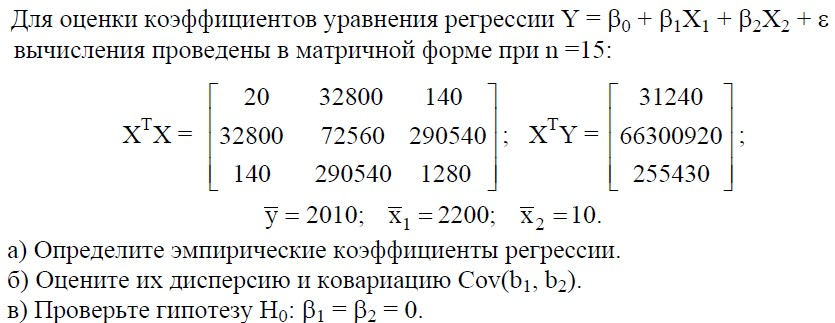 Для оценки коэффициентов уравнения регрессии Y = β₀ + β₁X₁ + β₂X₂ + ε
вычисления проведены в матричной форме при n =15:
20 32800 140 31240
XᵀX = 32800 72560 290540 ; XᵀY = 66300920 ;
140 290540 1280 255430
y̅ = 2010; x̅₁ = 2200; x̅₂ = 10.
а) Определите эмпирические коэффициенты регрессии.
б) Оцените их дисперсию и ковариацию Cov(b₁, b₂).
в) Проверьте гипотезу H₀: β₁ = β₂ = 0.